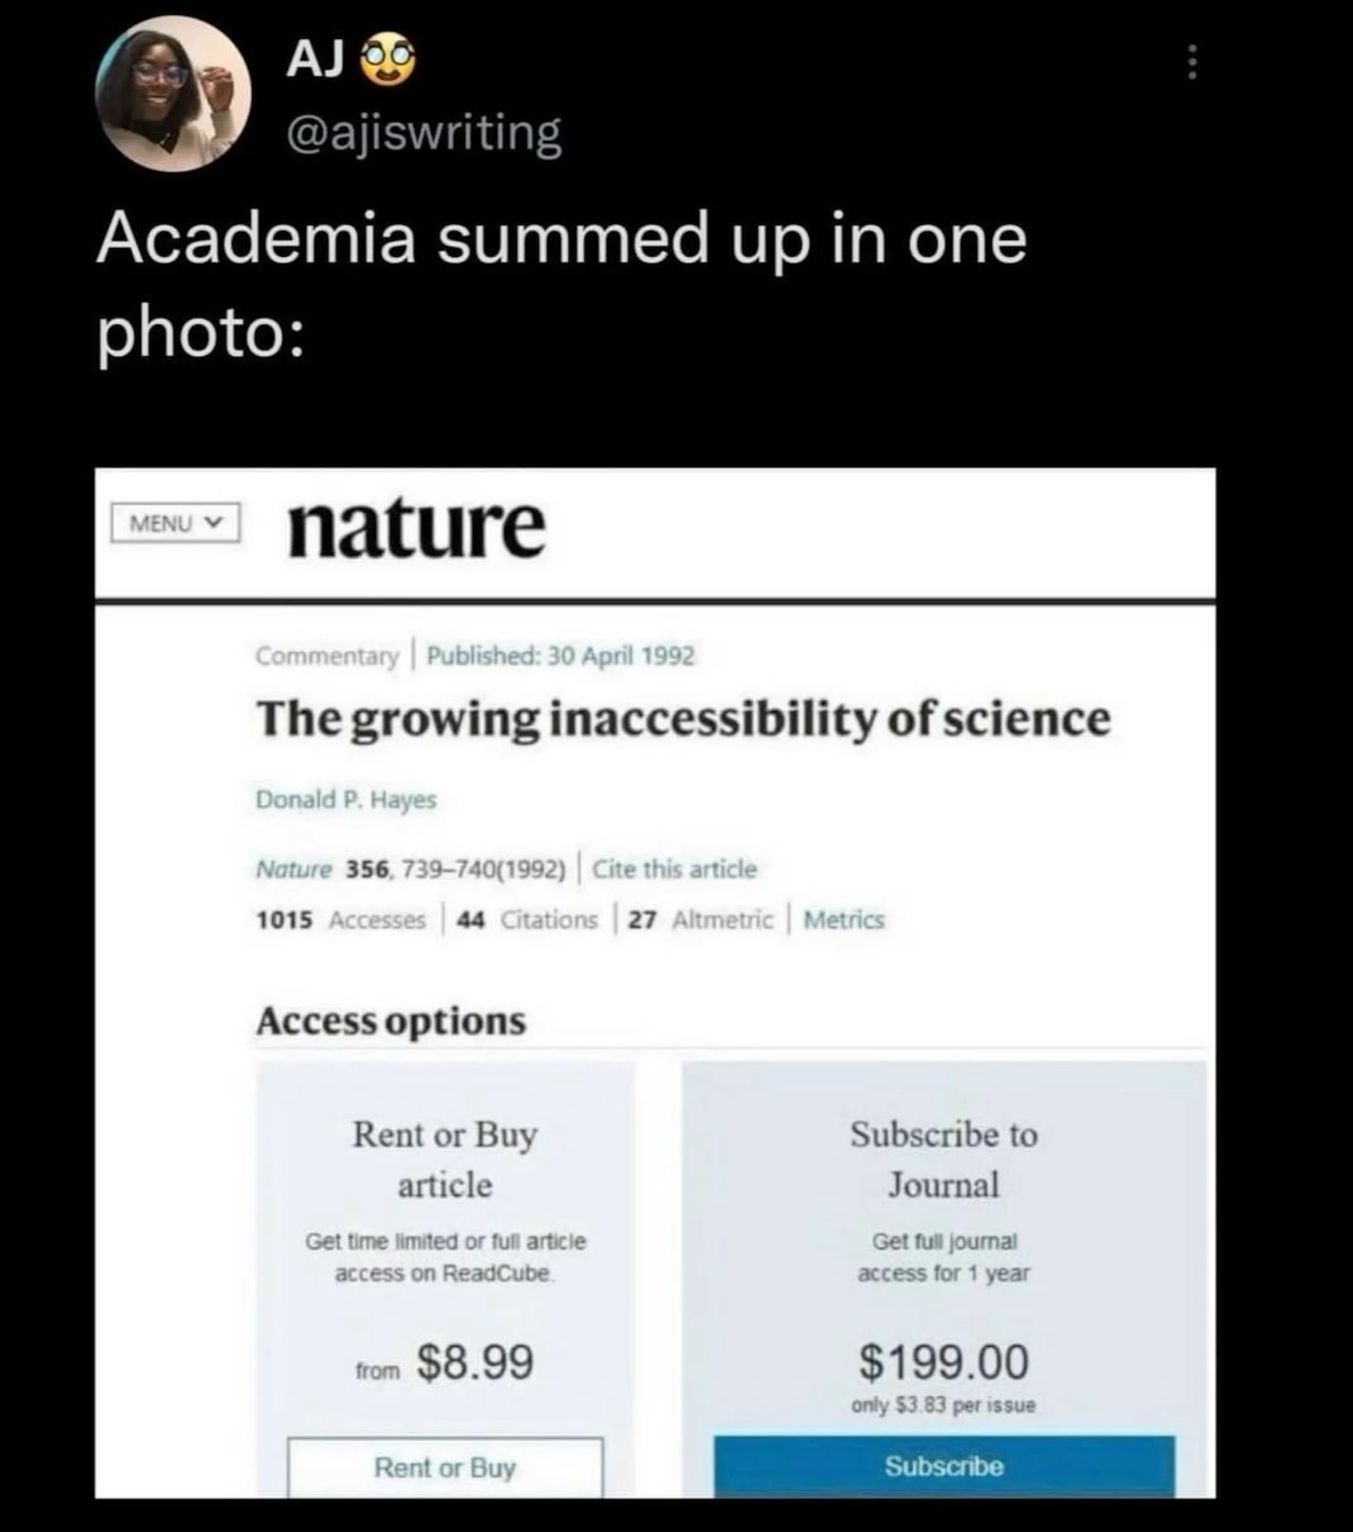 AJ 🥸
@ajiswriting
Academia summed up in one
photo:
MENU
nature
Commentary | Published: 30 April 1992
The growing inaccessibility of science
Donald P. Hayes
Nature 356, 739–740(1992) | Cite this article
1015 Accesses | 44 Citations | 27 Altmetric | Metrics
Access options
Rent or Buy
article
Get time limited or full article
access on ReadCube.
from $8.99
Rent or Buy
Subscribe to
Journal
Get full journal
access for 1 year
$199.00
only $3.83 per issue
Subscribe